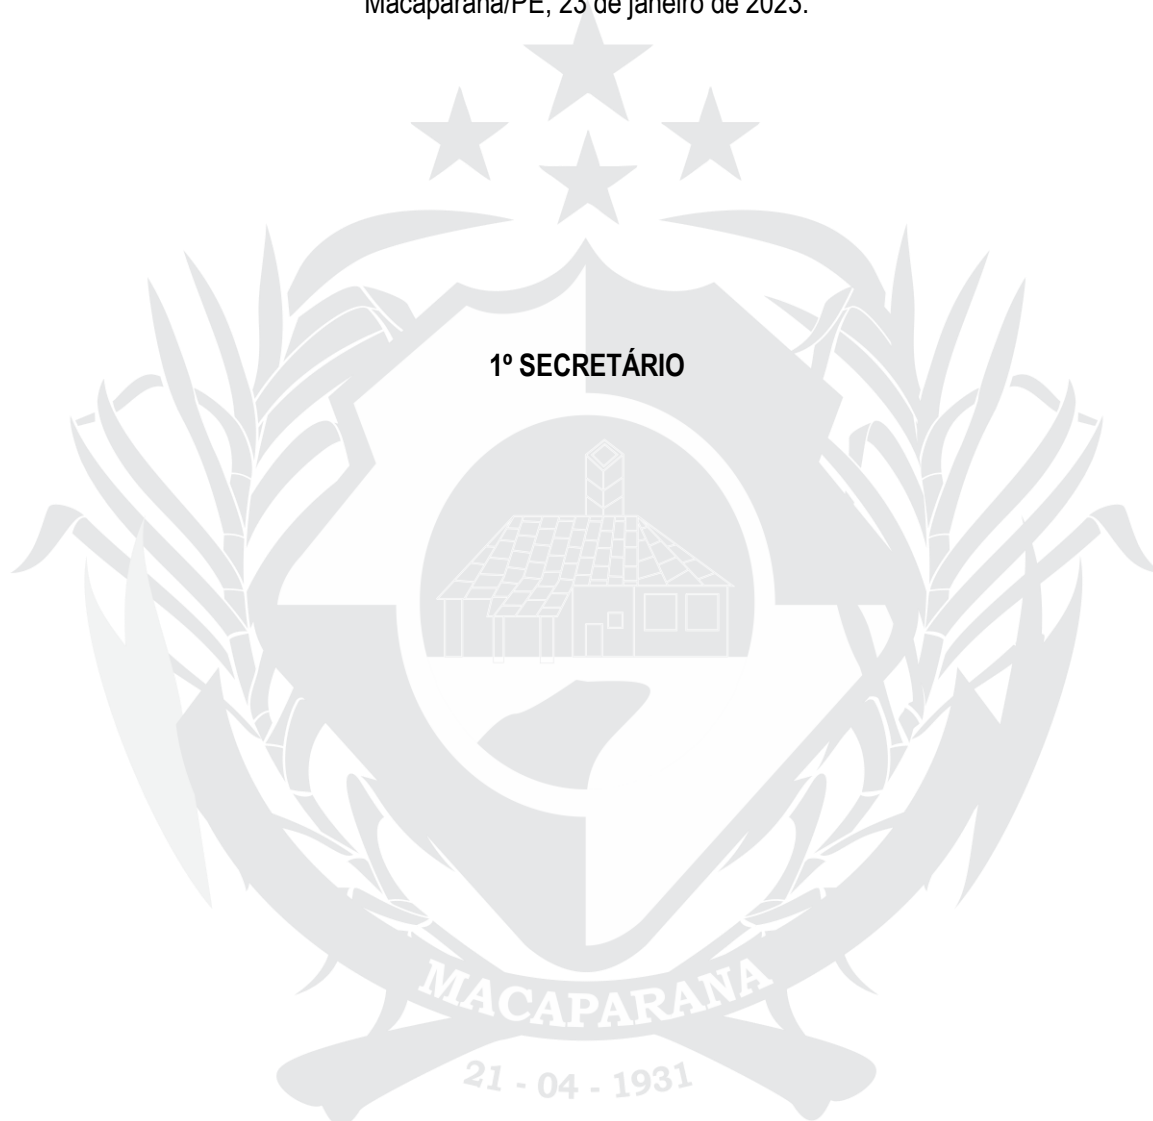 Macaparana/PE, 23 de janeiro de 2023.
1º SECRETÁRIO
MACAPARANA
21 - 04 - 1931